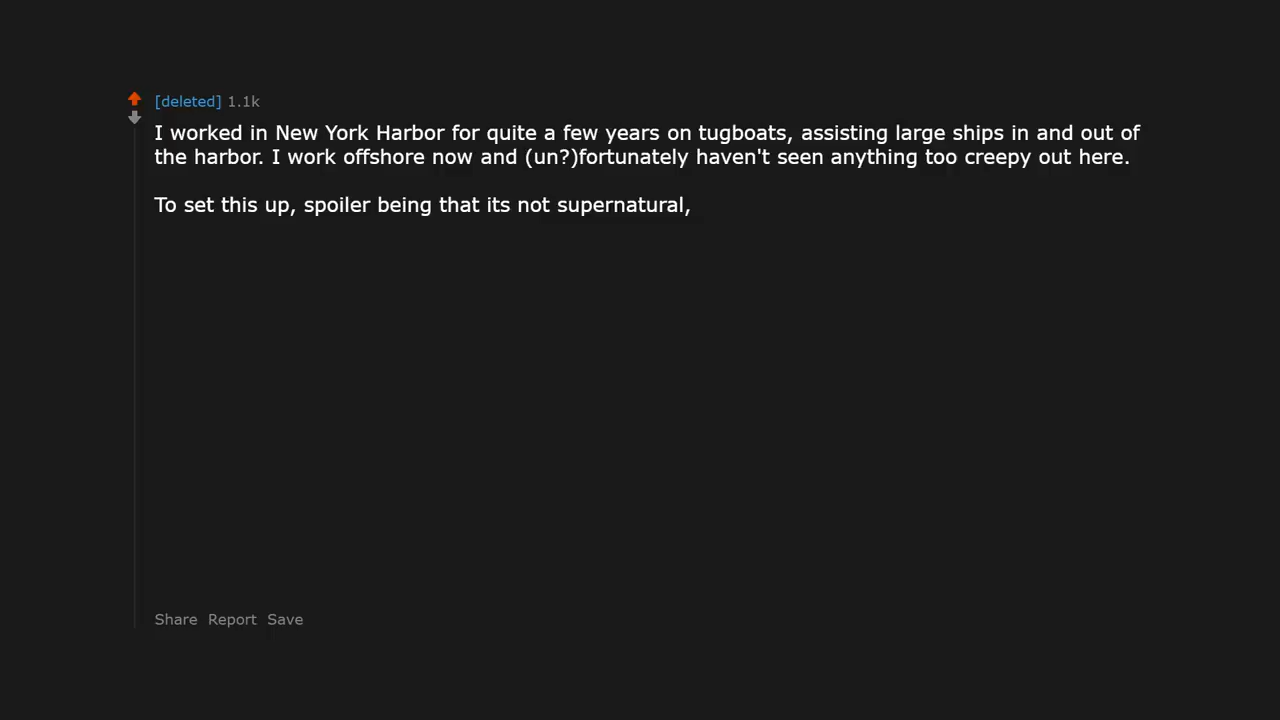 [deleted] 1.1k
I worked in New York Harbor for quite a few years on tugboats, assisting large ships in and out of
the harbor. I work offshore now and (un?)fortunately haven't seen anything too creepy out here.
To set this up, spoiler being that its not supernatural,
Share Report Save